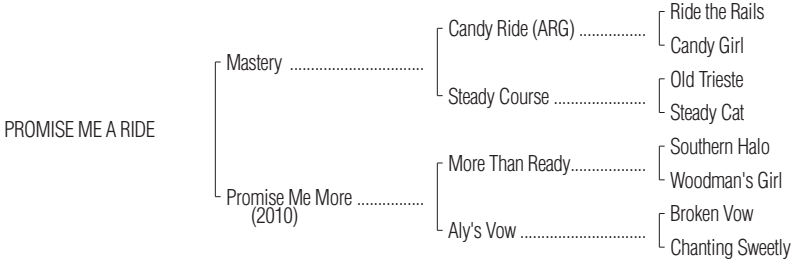 Ride the Rails
Candy Ride (ARG) ................
Candy Girl
Mastery ................................
Old Trieste
Steady Course ......................
Steady Cat
PROMISE ME A RIDE
Southern Halo
More Than Ready..................
Woodman's Girl
Promise Me More ................
(2010)
Broken Vow
Aly's Vow ..............................
Chanting Sweetly